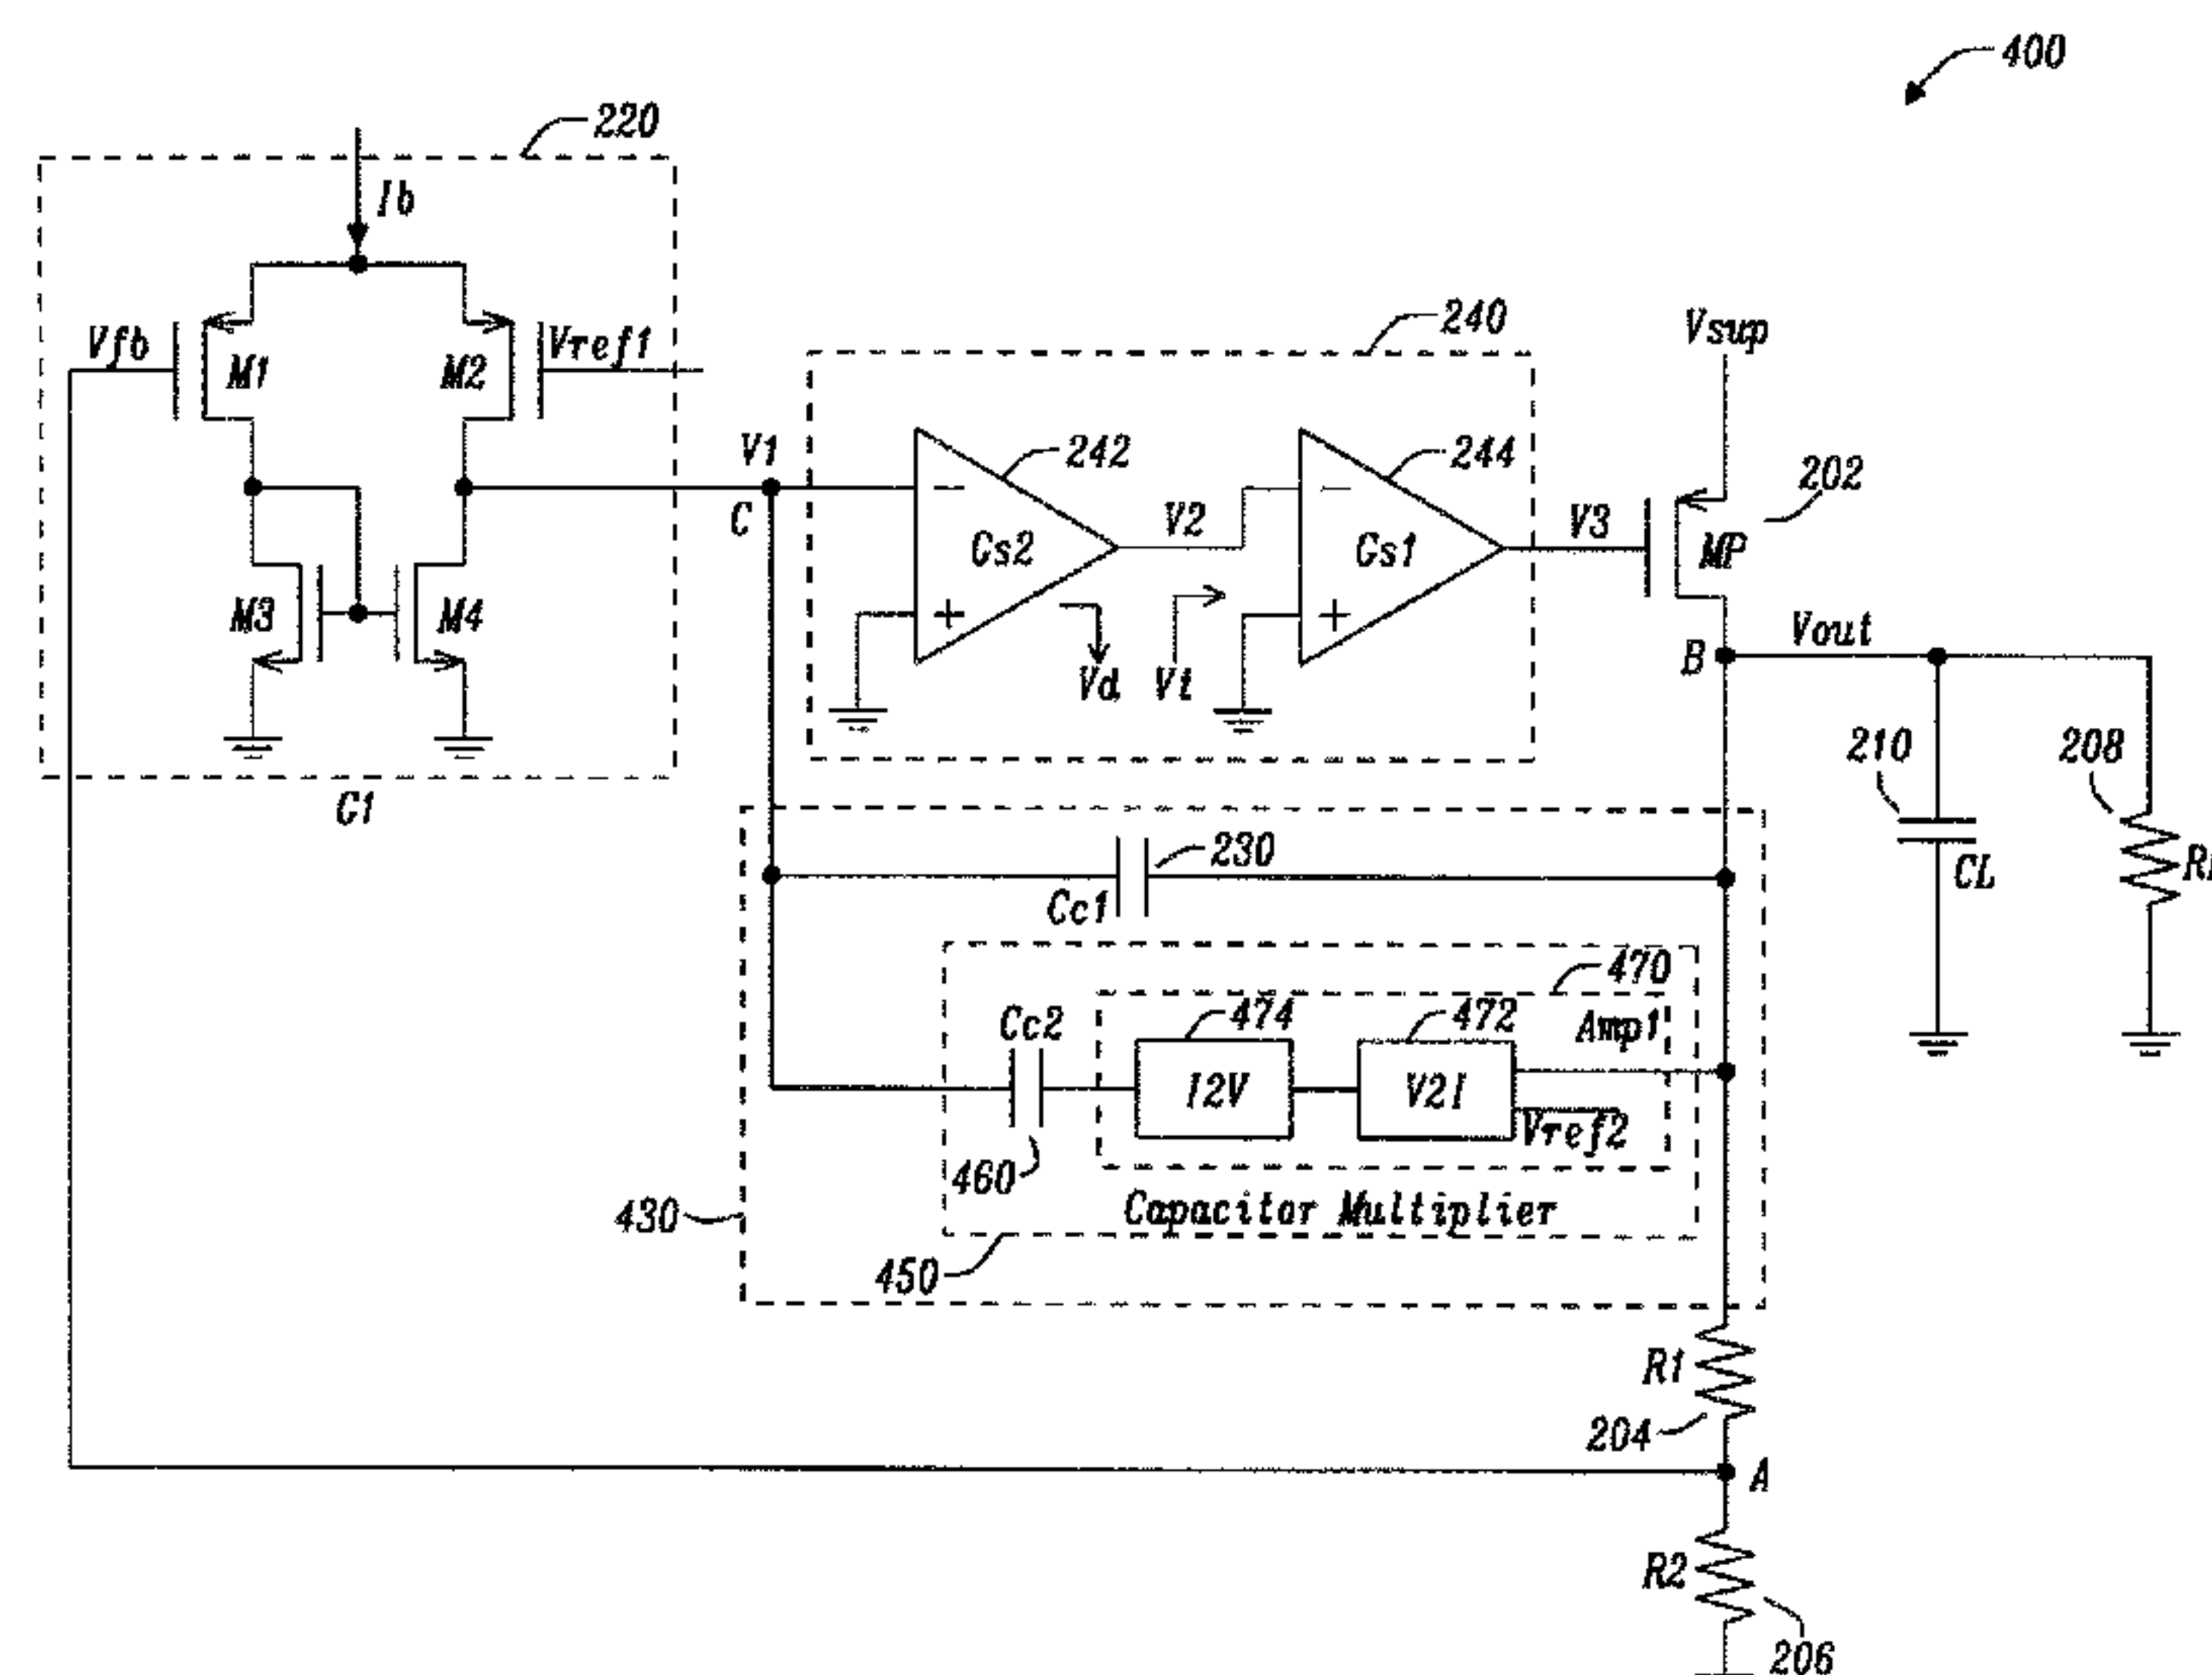 400
220
Ib
240
Vfb
M1
M2
Vref1
Vsup
V1
242
244
202
C
Gs2
V2
Gs1
V3
MP
M3
M4
Vd
Vt
B
Vout
G1
210
208
230
CL
Cc1
470
Cc2
474
472
Amp1
I2V
V2I
Vref2
460
Capacitor Multiplier
430
450
R1
204
A
R2
206